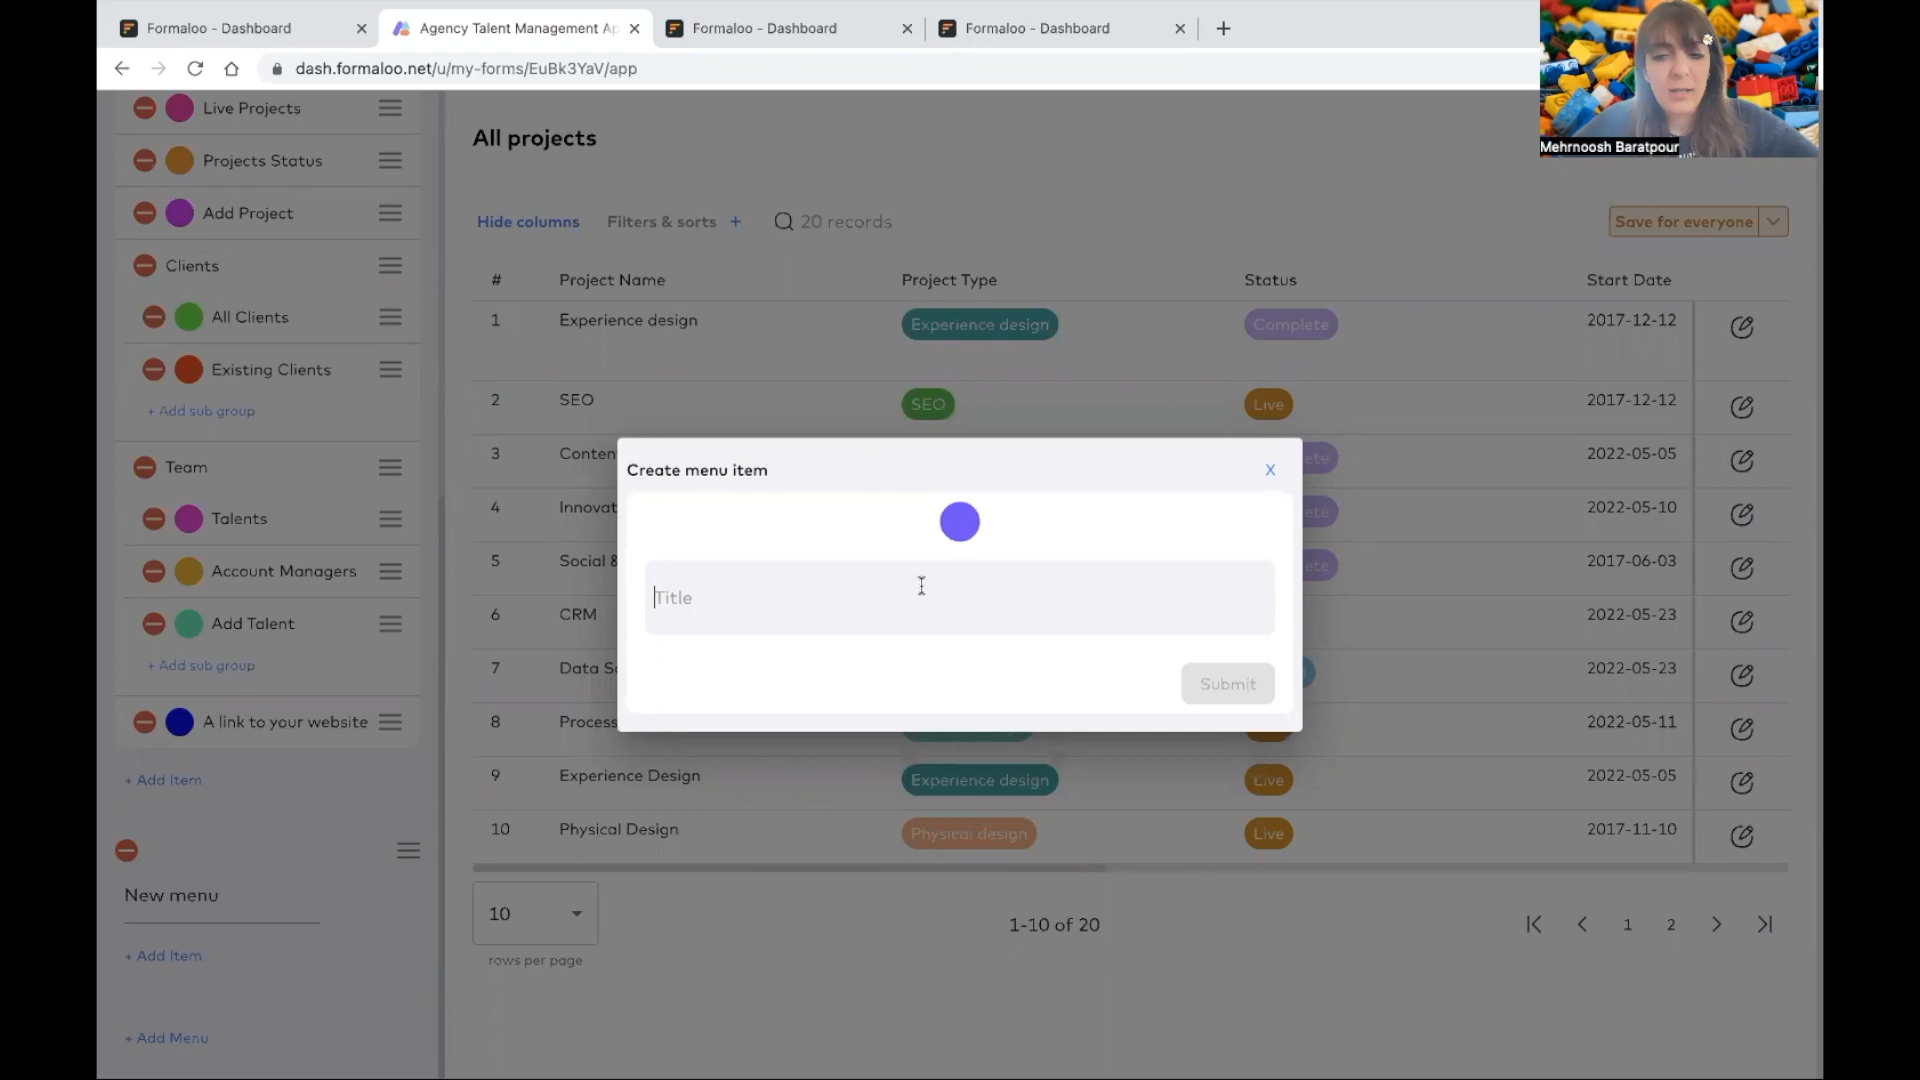 Formaloo - Dashboard
Agency Talent Management Ap
Formaloo - Dashboard
Formaloo - Dashboard
dash.formaloo.net/u/my-forms/EuBk3YaV/app
Mehrnoosh Baratpour
Live Projects
Projects Status
Add Project
Clients
All Clients
Existing Clients
+ Add sub group
Team
Talents
Account Managers
Add Talent
+ Add sub group
A link to your website
+ Add Item
New menu
+ Add Item
+ Add Menu
All projects
Hide columns Filters & sorts + 20 records Save for everyone
# Project Name Project Type Status Start Date
1 Experience design Experience design Complete 2017-12-12
2 SEO SEO Live 2017-12-12
3 Conten ete 2022-05-05
4 Innovat ete 2022-05-10
5 Social & ete 2017-06-03
6 CRM 2022-05-23
7 Data S 2022-05-23
8 Process 2022-05-11
9 Experience Design Experience design Live 2022-05-05
10 Physical Design Physical design Live 2017-11-10
Create menu item X
Title
Submit
10
rows per page
1-10 of 20
1 2